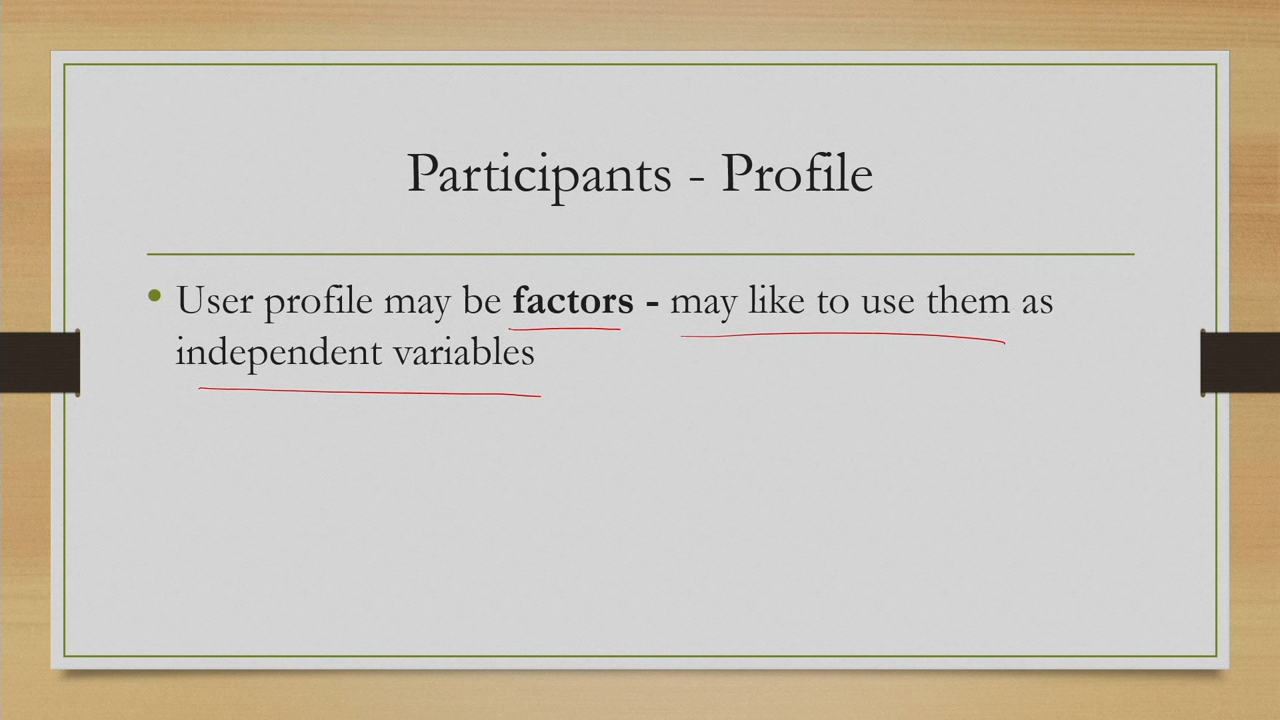 Participants - Profile
• User profile may be factors - may like to use them as
independent variables